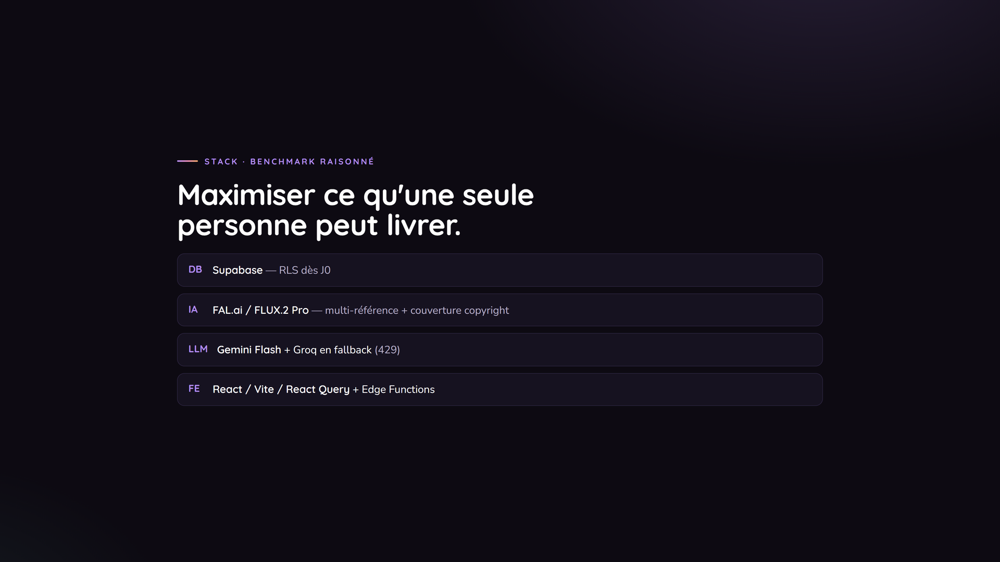 STACK · BENCHMARK RAISONNÉ
Maximiser ce qu'une seule
personne peut livrer.
DB Supabase — RLS dès J0
IA FAL.ai / FLUX.2 Pro — multi-référence + couverture copyright
LLM Gemini Flash + Groq en fallback (429)
FE React / Vite / React Query + Edge Functions